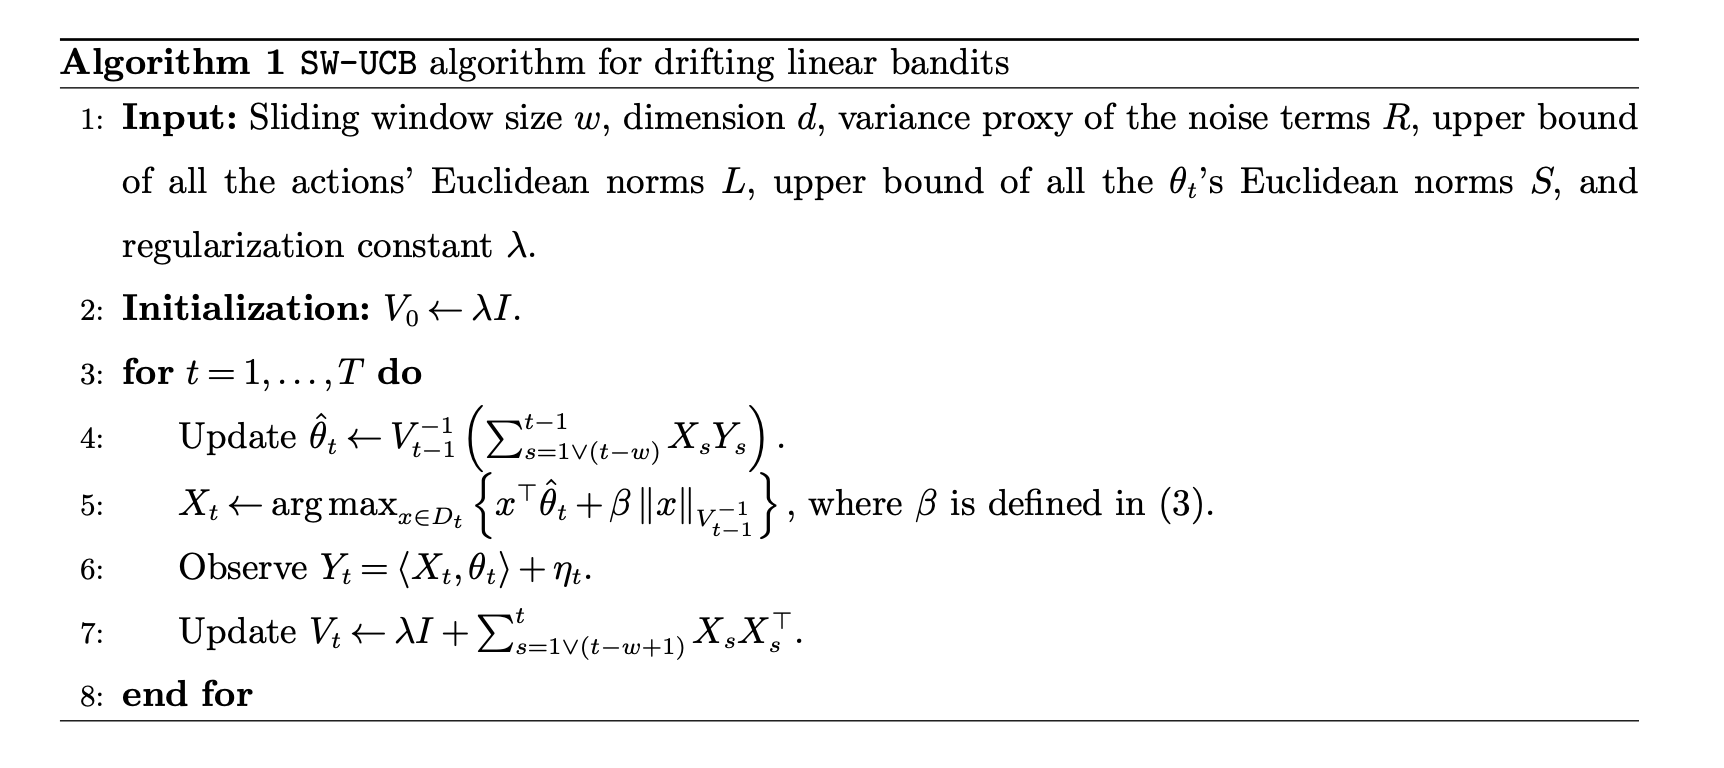 Algorithm 1 SW-UCB algorithm for drifting linear bandits
1: Input: Sliding window size $w$, dimension $d$, variance proxy of the noise terms $R$, upper bound
of all the actions' Euclidean norms $L$, upper bound of all the $\theta_t$'s Euclidean norms $S$, and
regularization constant $\lambda$.
2: Initialization: $V_0 \leftarrow \lambda I$.
3: for $t = 1, \ldots, T$ do
4: Update $\hat{\theta}_t \leftarrow V_{t-1}^{-1} \left( \sum_{s=1 \vee (t-w)}^{t-1} X_s Y_s \right)$.
5: $X_t \leftarrow \arg\max_{x \in D_t} \left\{ x^\top \hat{\theta}_t + \beta \|x\|_{V_{t-1}^{-1}} \right\}$, where $\beta$ is defined in (3).
6: Observe $Y_t = \langle X_t, \theta_t \rangle + \eta_t$.
7: Update $V_t \leftarrow \lambda I + \sum_{s=1 \vee (t-w+1)}^{t} X_s X_s^\top$.
8: end for